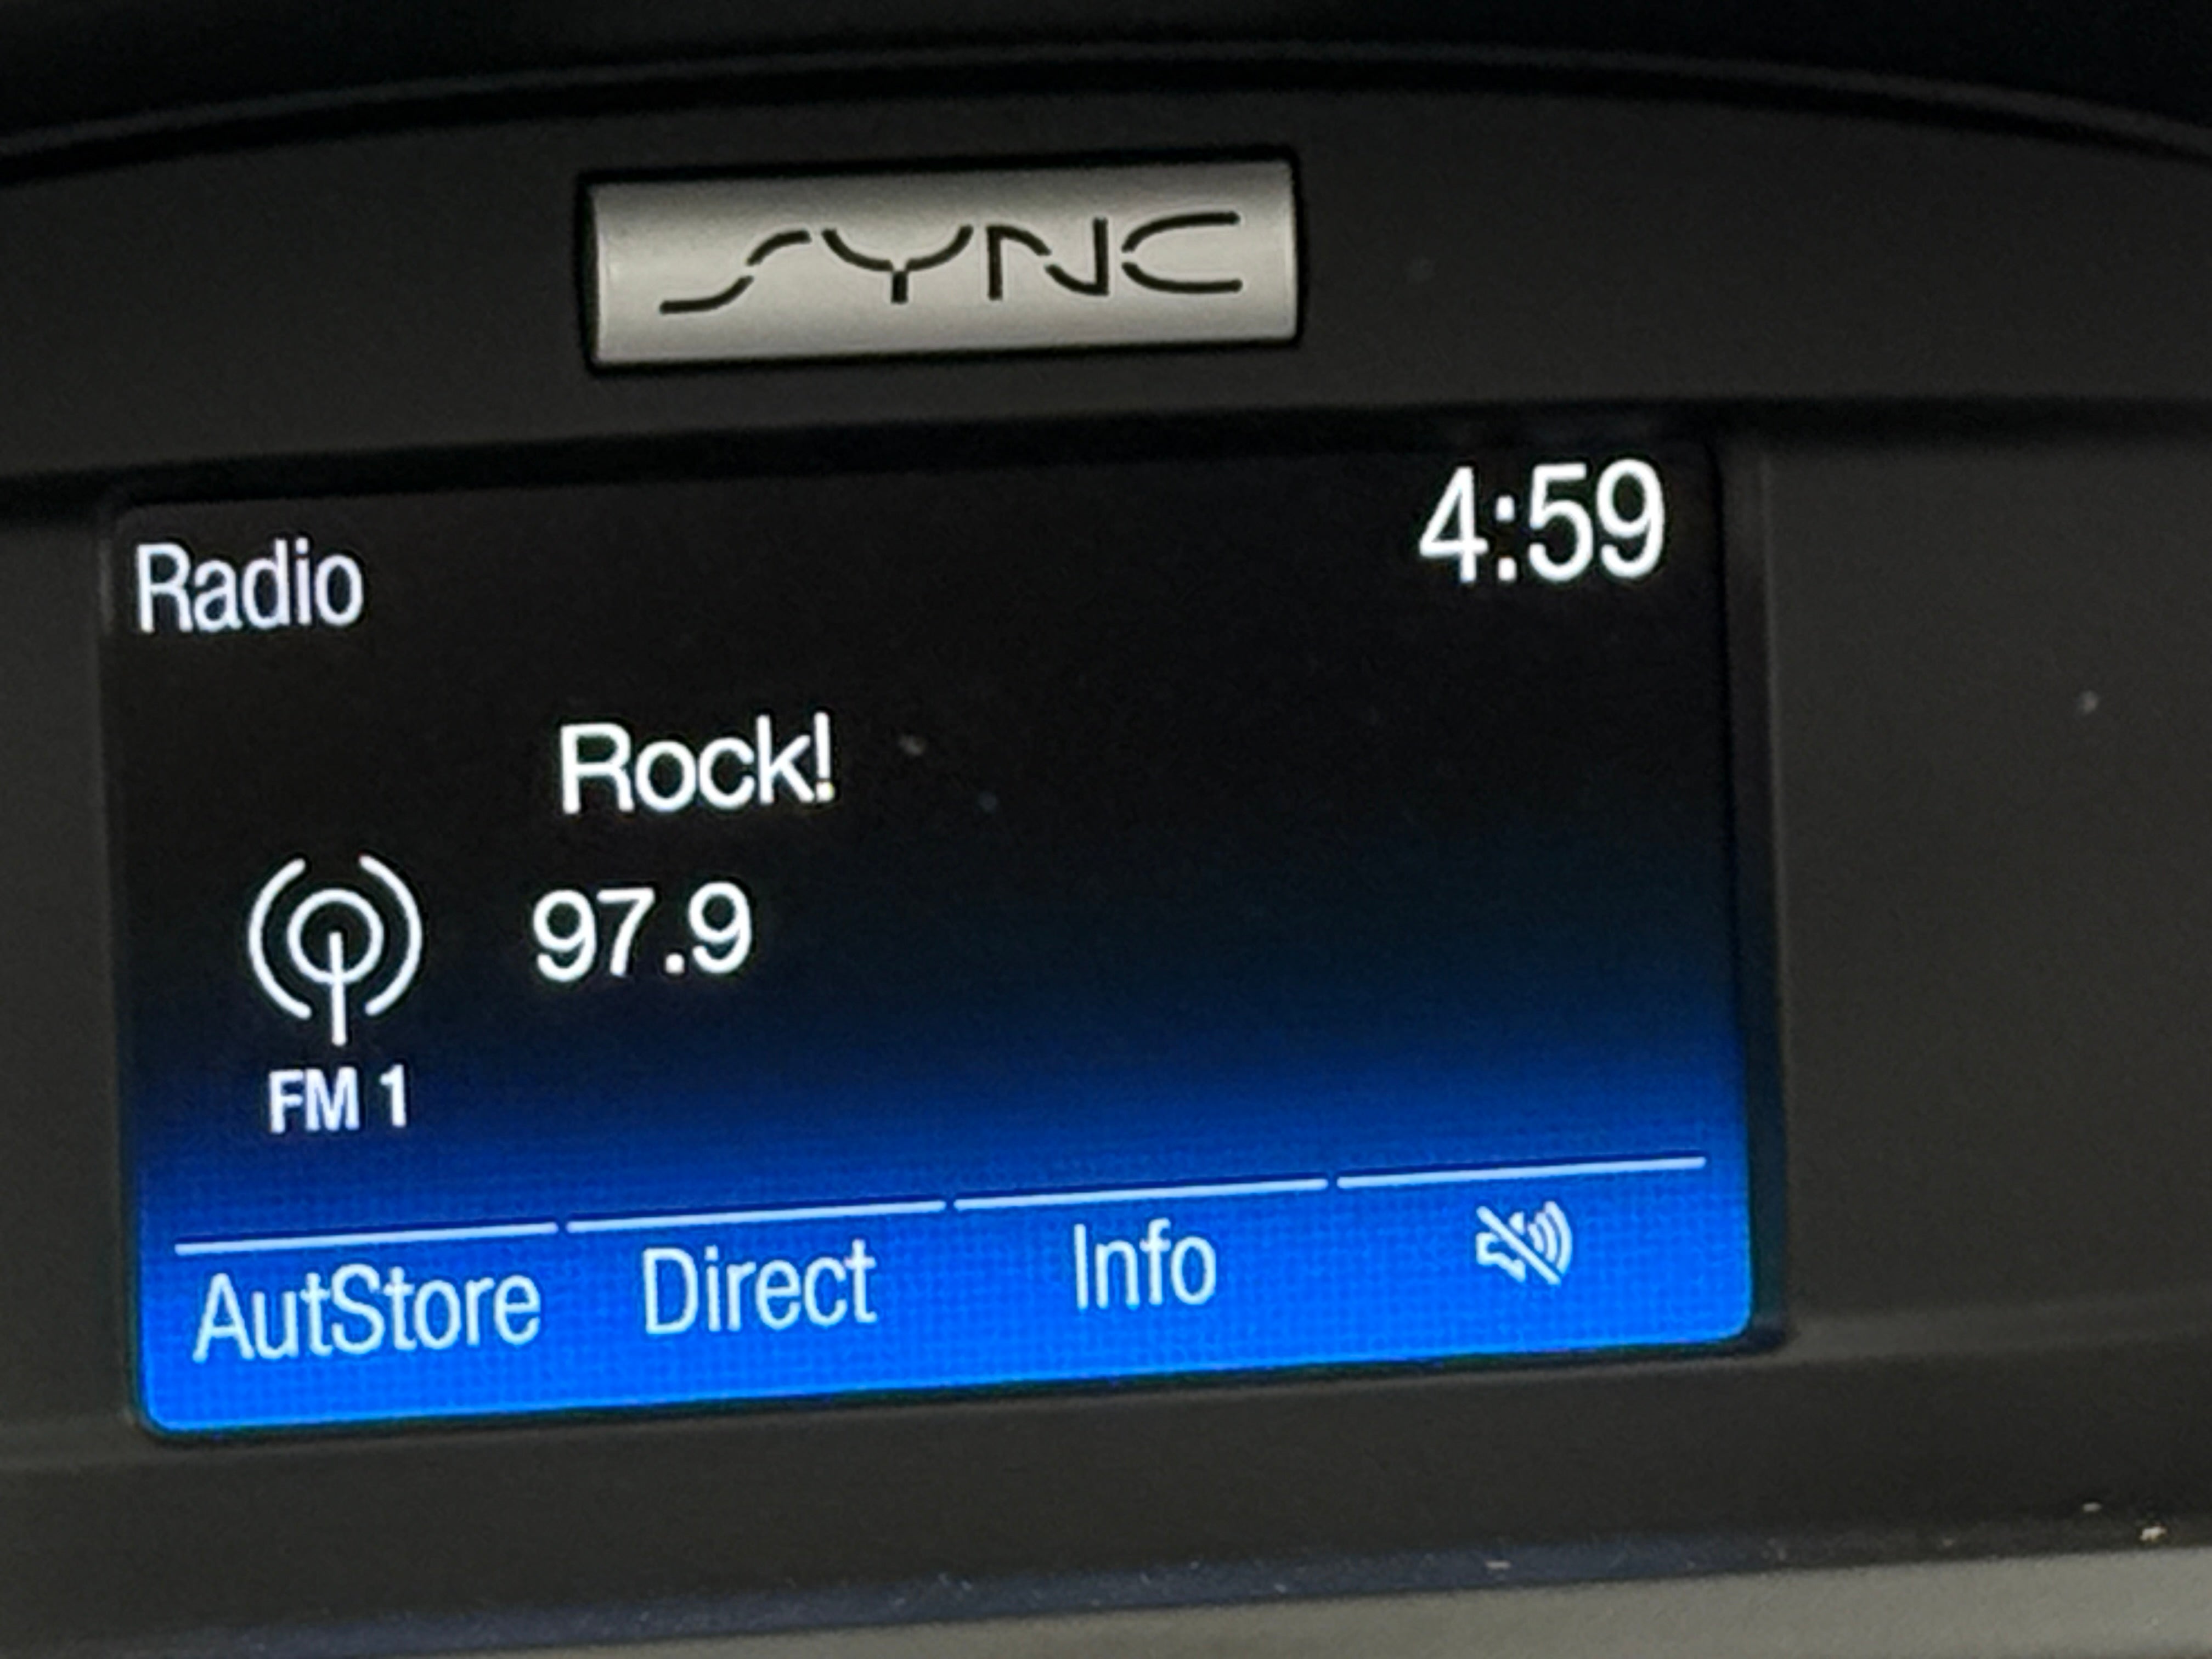 SYNC
Radio 4:59
Rock!
97.9
FM 1
AutStore Direct Info